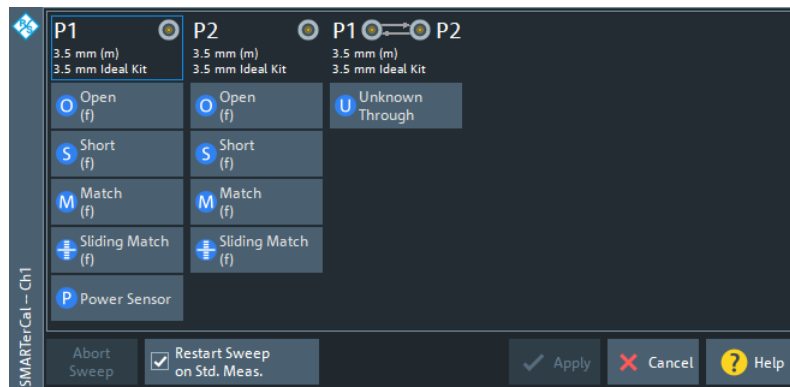 P1
3.5 mm (m)
3.5 mm Ideal Kit
P2
3.5 mm (m)
3.5 mm Ideal Kit
P1 P2
3.5 mm (m)
3.5 mm Ideal Kit
O Open
(f)
S Short
(f)
M Match
(f)
Sliding Match
(f)
P Power Sensor
O Open
(f)
S Short
(f)
M Match
(f)
Sliding Match
(f)
U Unknown
Through
SMARTerCal – Ch1
Abort
Sweep
Restart Sweep
on Std. Meas.
Apply
Cancel
? Help
R&S